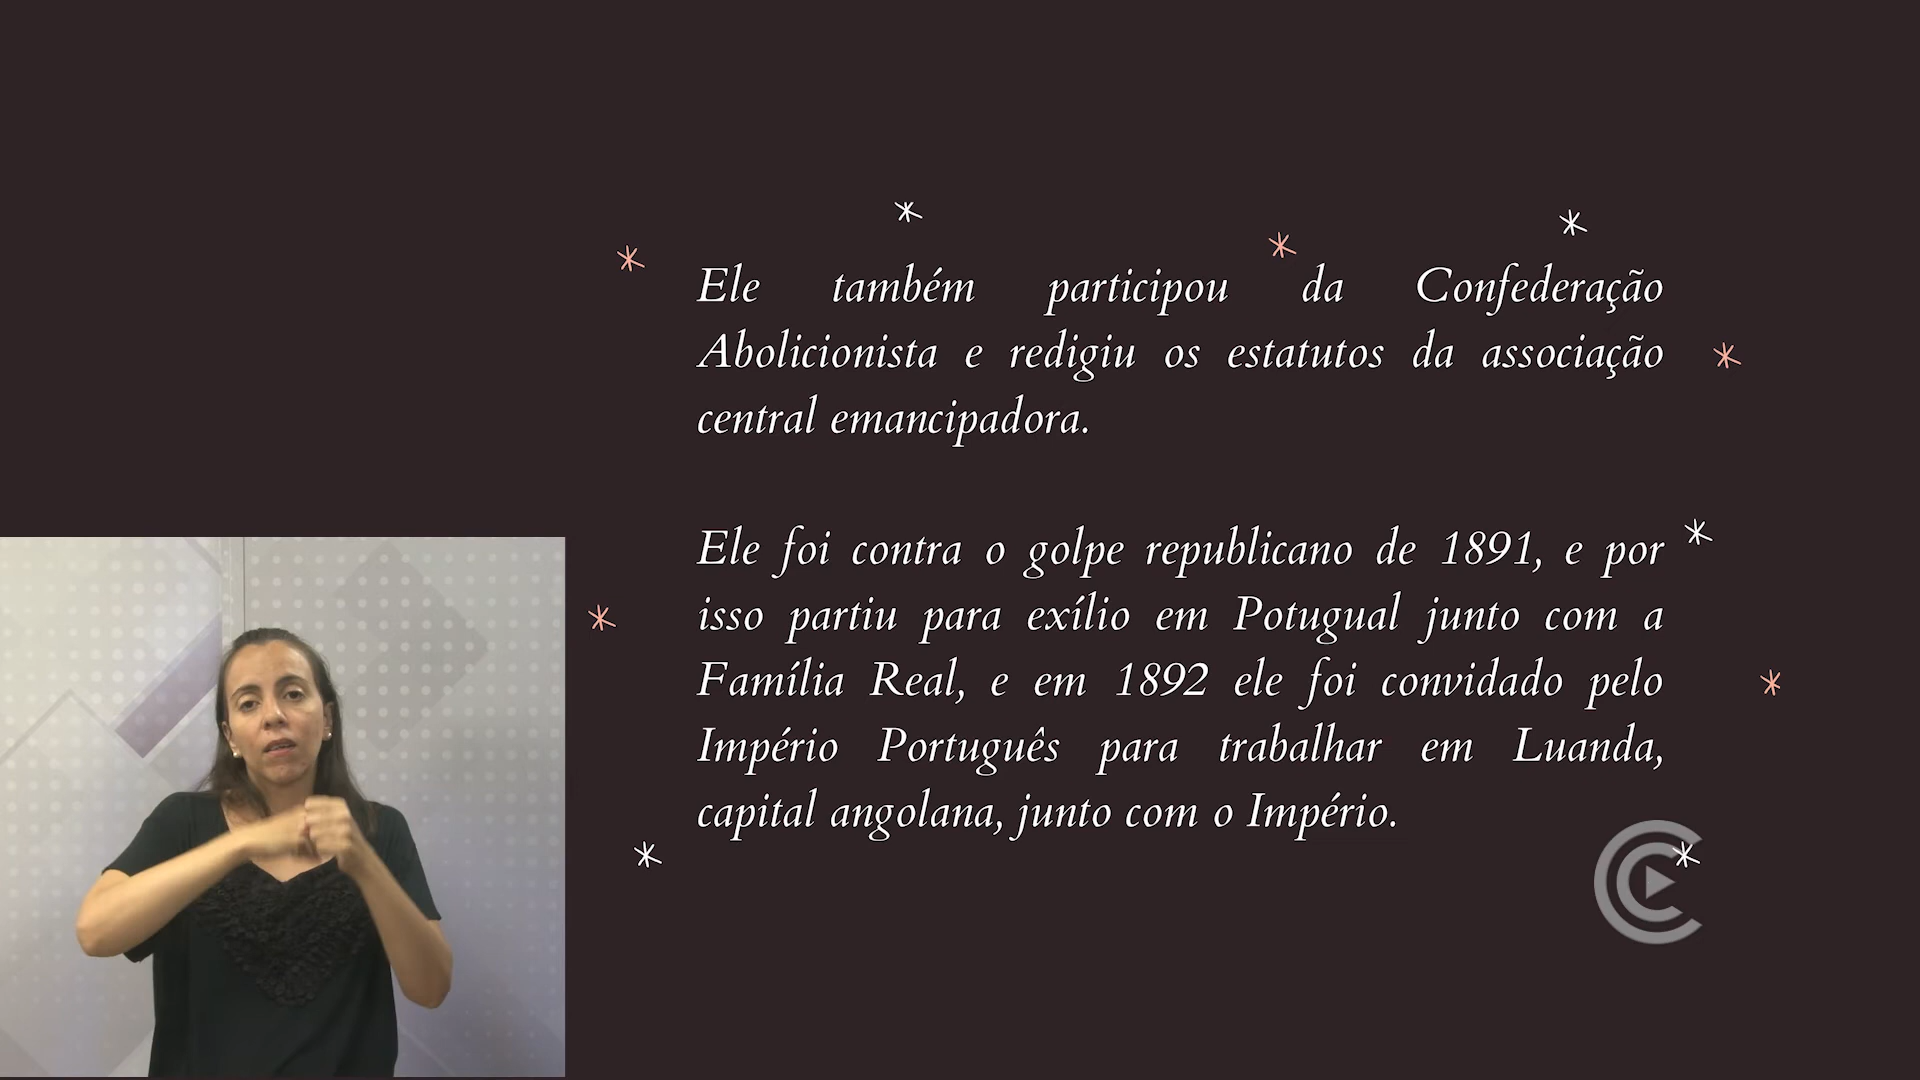 Ele também participou da Confederação
Abolicionista e redigiu os estatutos da associação
central emancipadora.
Ele foi contra o golpe republicano de 1891, e por
isso partiu para exílio em Potugual junto com a
Família Real, e em 1892 ele foi convidado pelo
Império Português para trabalhar em Luanda,
capital angolana, junto com o Império.